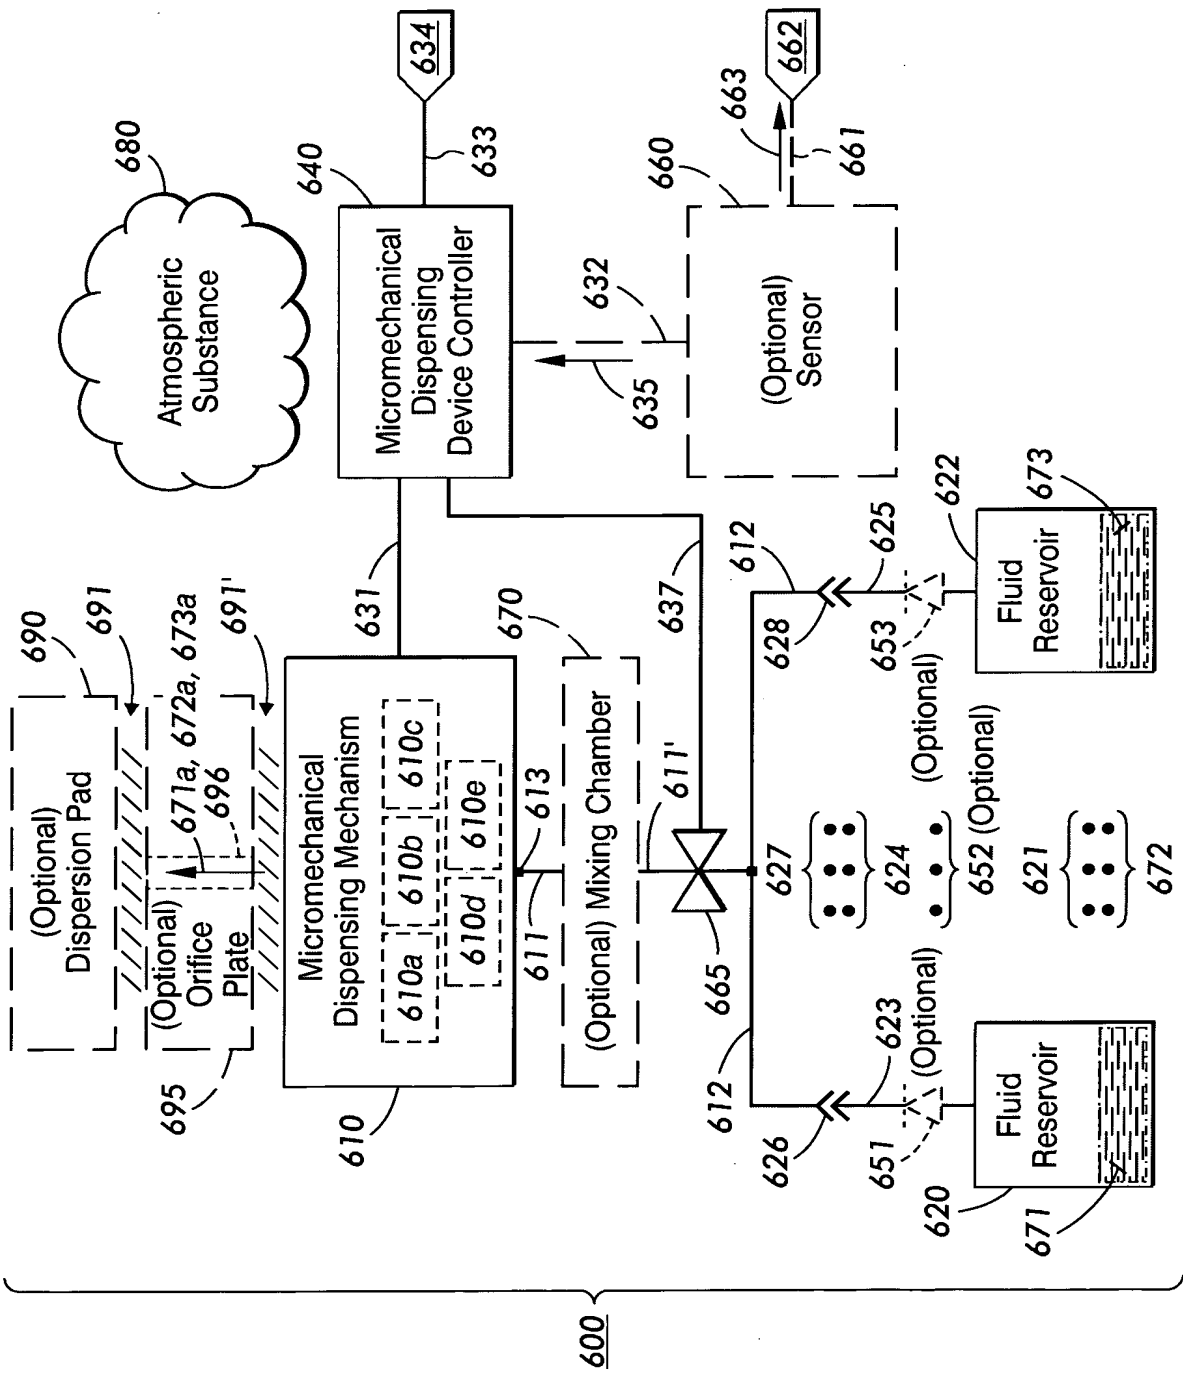 600
(Optional)
Dispersion Pad
690
691
(Optional)
Orifice
Plate
671a, 672a, 673a
696
691'
695
Micromechanical
Dispensing Mechanism
610a
610b
610c
610d
610e
610
631
613
611
(Optional) Mixing Chamber
670
611'
665
637
Atmospheric
Substance
680
Micromechanical
Dispensing
Device Controller
640
633
634
632
635
(Optional)
Sensor
660
663
661
662
612
626
623
651
(Optional)
Fluid
Reservoir
620
671
627
624
652 (Optional)
621
672
612
628
625
653
(Optional)
Fluid
Reservoir
622
673